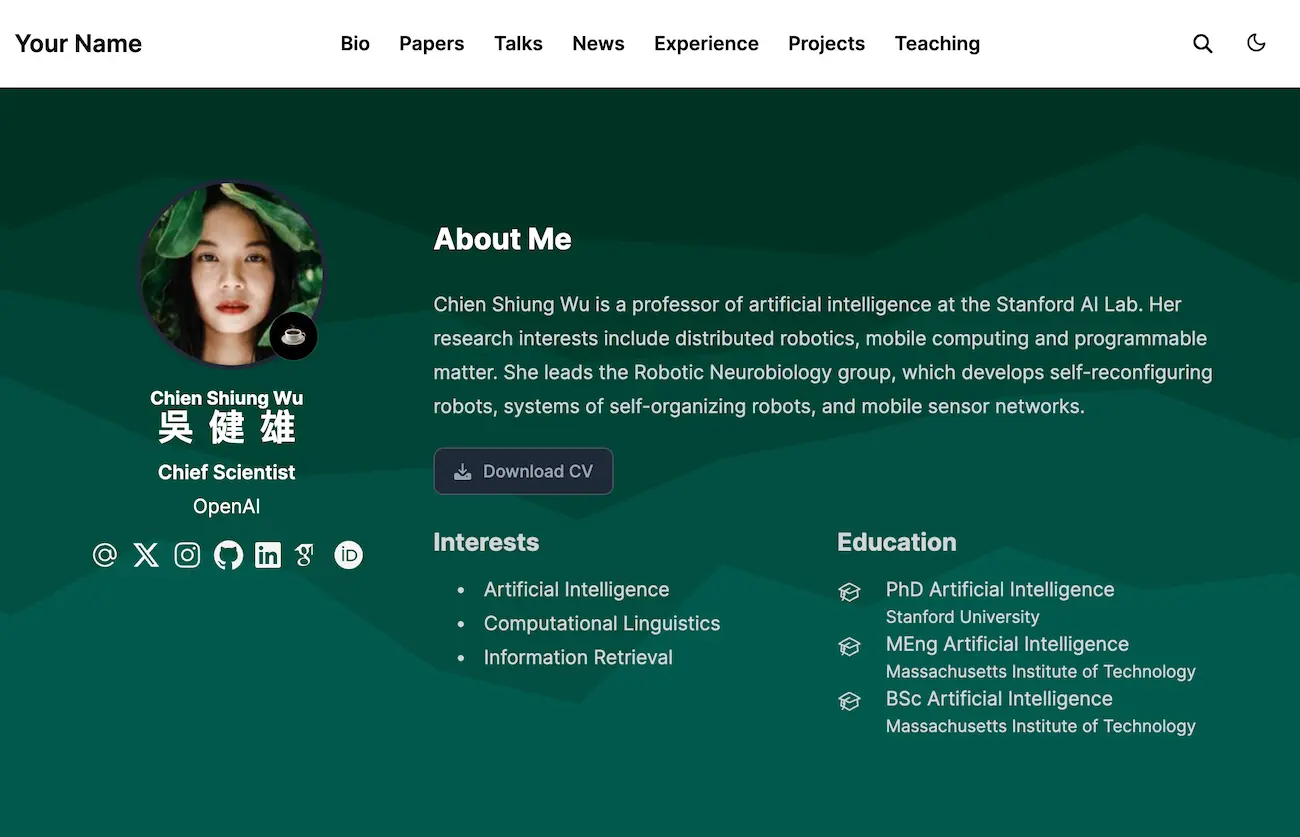 Your Name
Bio Papers Talks News Experience Projects Teaching
Chien Shiung Wu
吳健雄
Chief Scientist
OpenAI
About Me
Chien Shiung Wu is a professor of artificial intelligence at the Stanford AI Lab. Her
research interests include distributed robotics, mobile computing and programmable
matter. She leads the Robotic Neurobiology group, which develops self-reconfiguring
robots, systems of self-organizing robots, and mobile sensor networks.
Download CV
Interests
Artificial Intelligence
Computational Linguistics
Information Retrieval
Education
PhD Artificial Intelligence
Stanford University
MEng Artificial Intelligence
Massachusetts Institute of Technology
BSc Artificial Intelligence
Massachusetts Institute of Technology